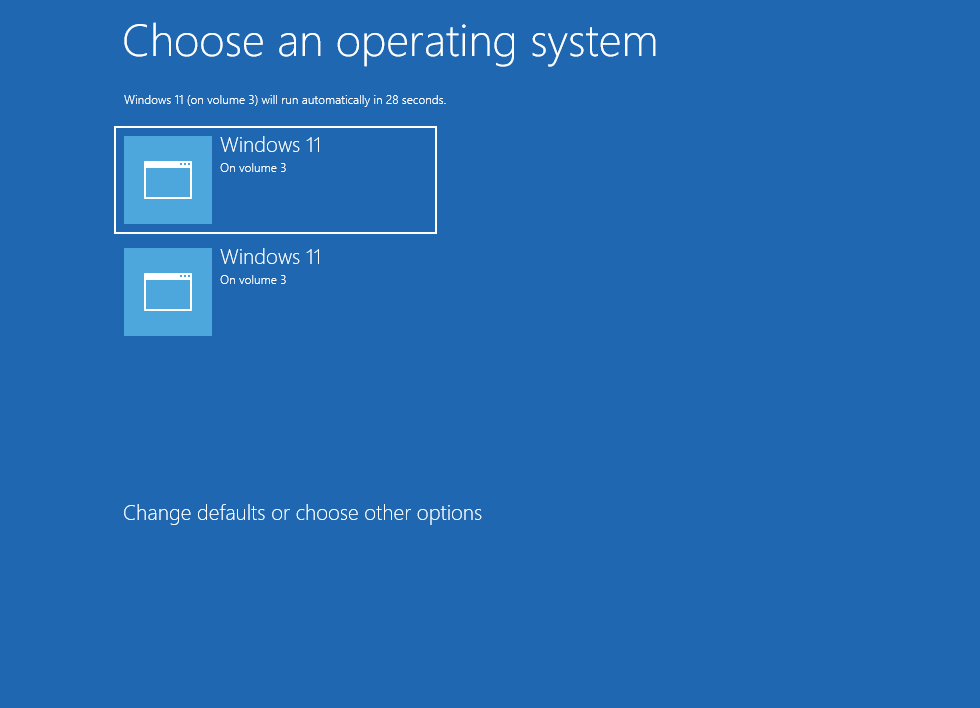 Choose an operating system
Windows 11 (on volume 3) will run automatically in 28 seconds.
Windows 11
On volume 3
Windows 11
On volume 3
Change defaults or choose other options